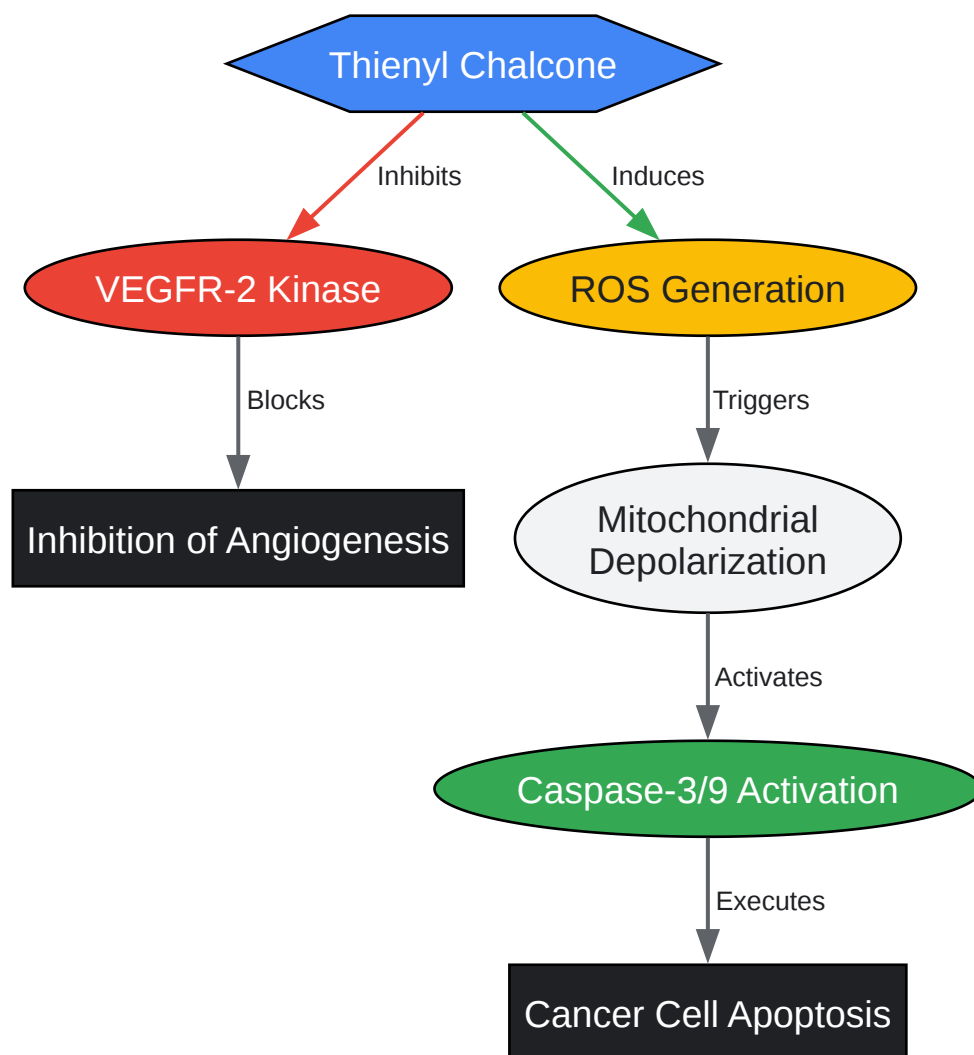 Thienyl Chalcone
Inhibits
Induces
VEGFR-2 Kinase
ROS Generation
Blocks
Triggers
Inhibition of Angiogenesis
Mitochondrial
Depolarization
Activates
Caspase-3/9 Activation
Executes
Cancer Cell Apoptosis